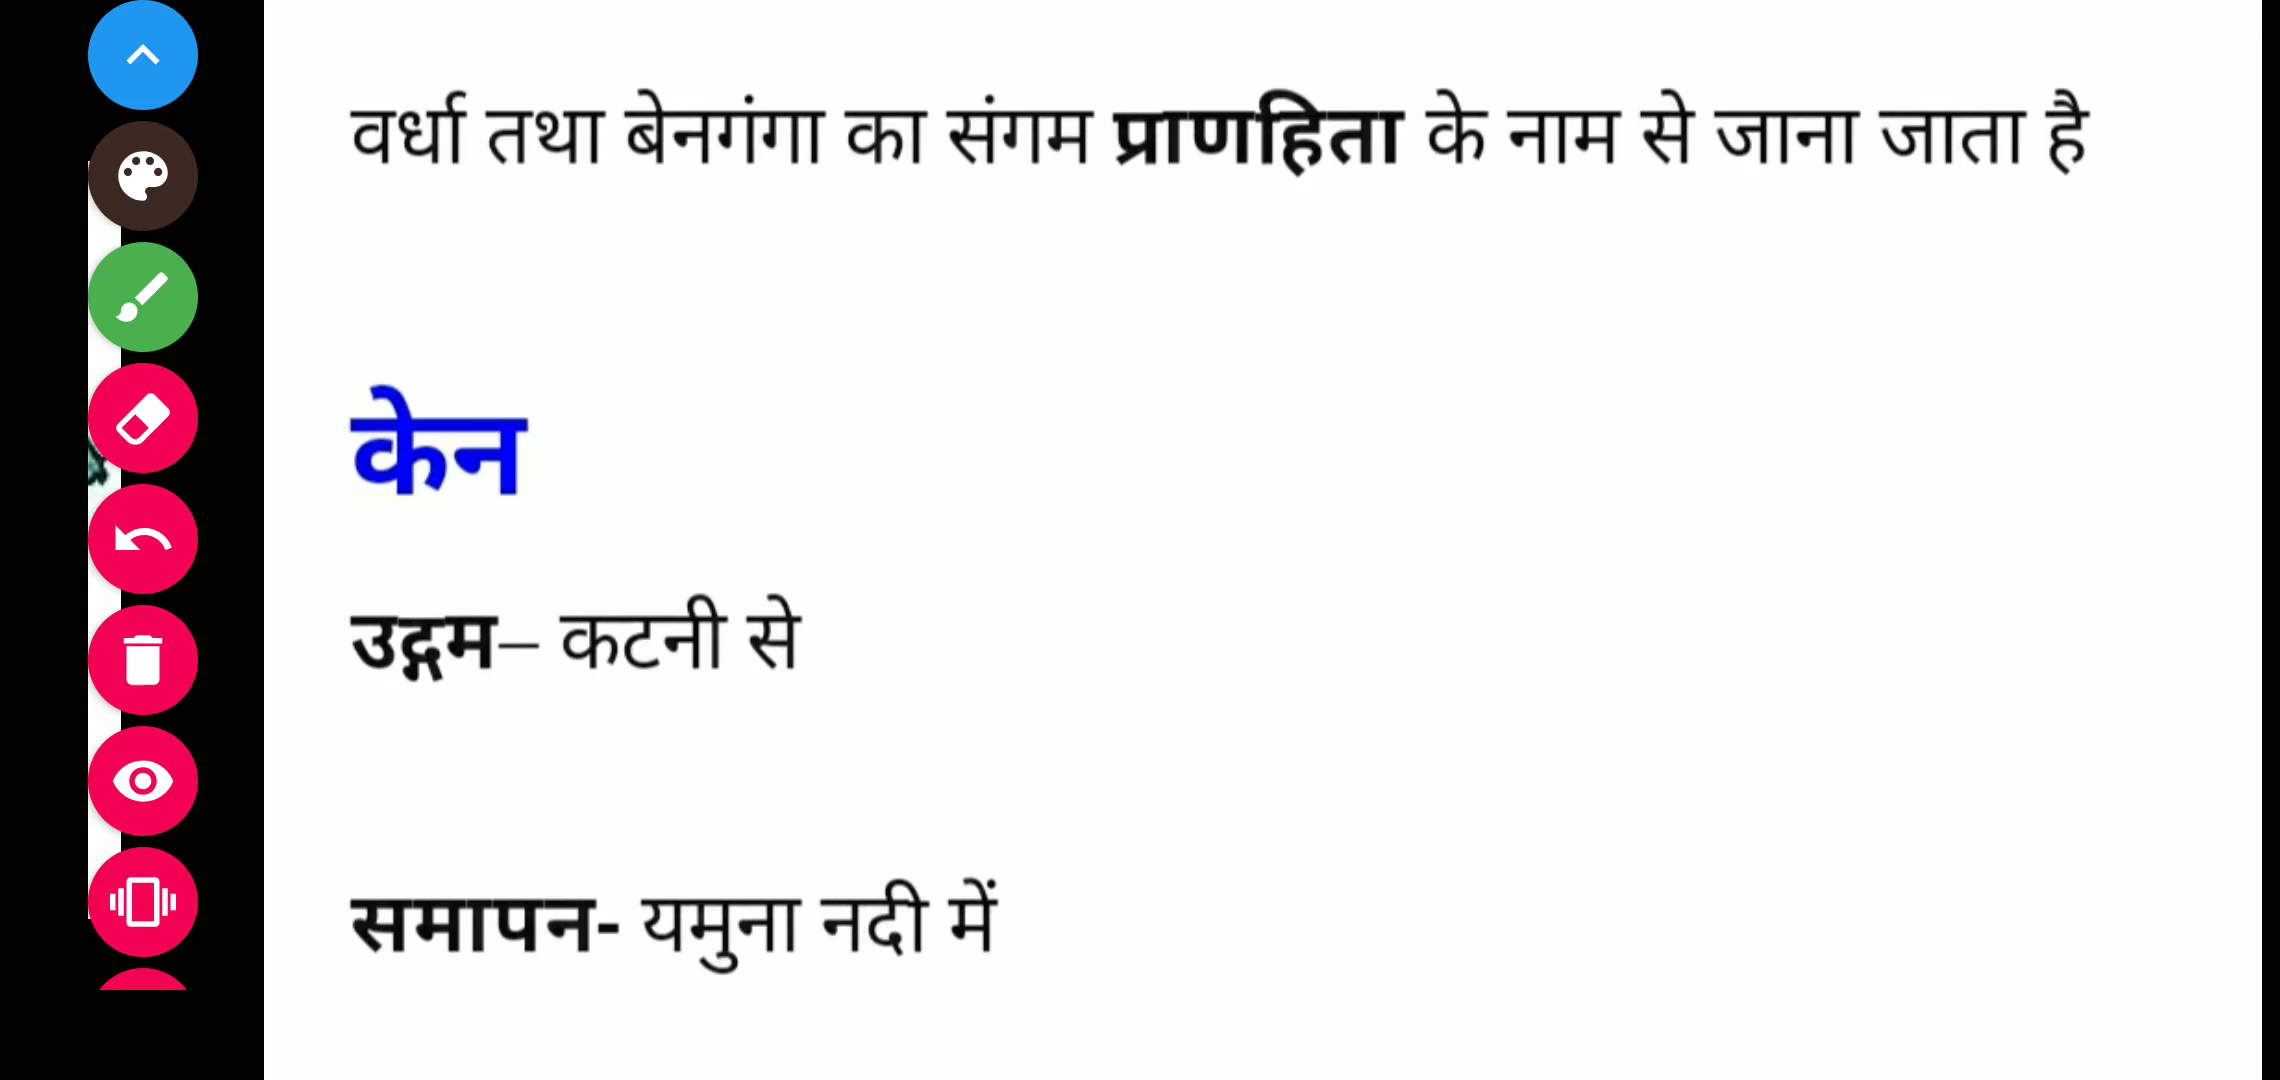 वर्धा तथा बेनगंगा का संगम प्राणहिता के नाम से जाना जाता है
केन
उद्गम– कटनी से
समापन- यमुना नदी में